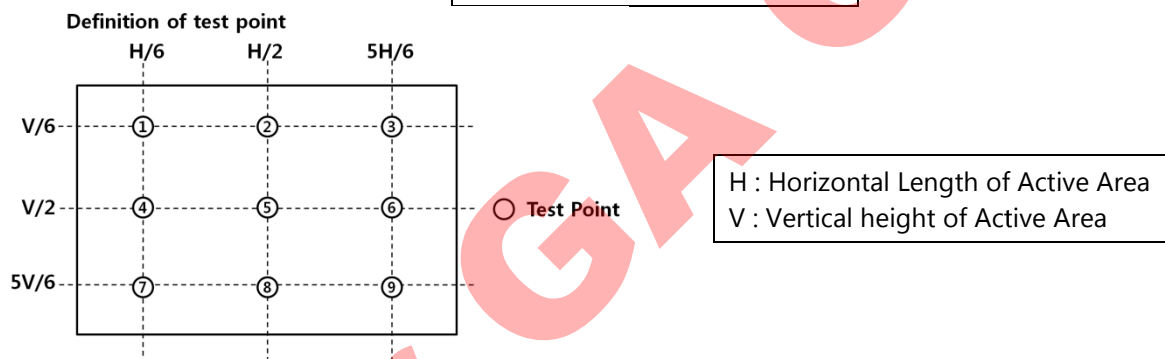 Definition of test point
H/6 H/2 5H/6
V/6 ① ② ③
V/2 ④ ⑤ ⑥ Test Point
5V/6 ⑦ ⑧ ⑨
H : Horizontal Length of Active Area
V : Vertical height of Active Area
GA